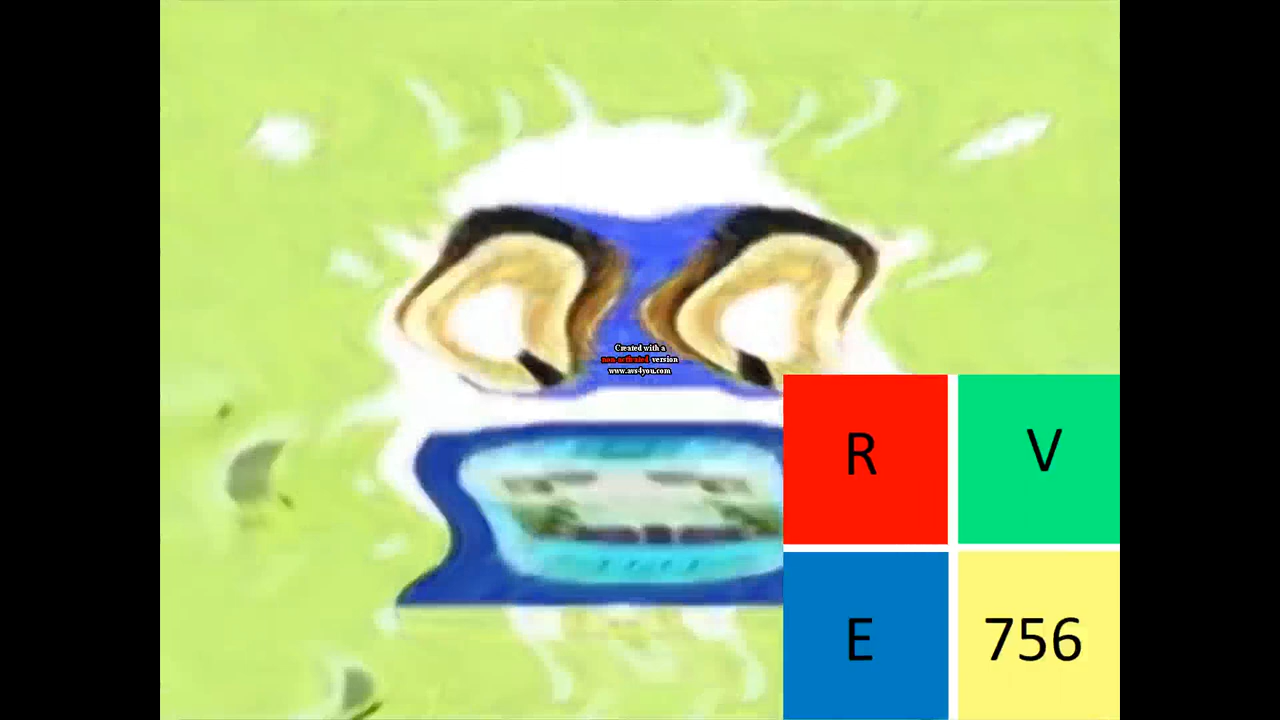 Created with a
non-activated version
www.avs4you.com
R V
E 756